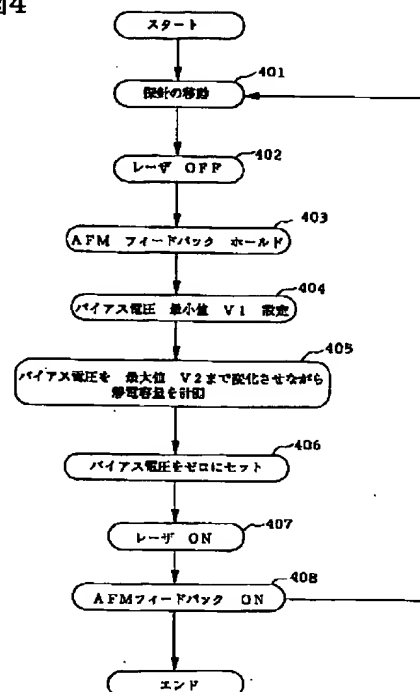 図4
スタート
401
探針の移動
402
レーザ OFF
403
AFM フィードバック ホールド
404
バイアス電圧 最小値 V1 設定
405
バイアス電圧を 最大値 V2まで変化させながら
静電容量を計測
406
バイアス電圧をゼロにセット
407
レーザ ON
408
AFMフィードバック ON
エンド